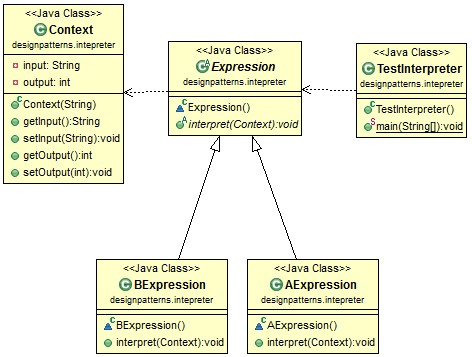 <<Java Class>>
Context
designpatterns.intepreter
input: String
output: int
Context(String)
getInput():String
setInput(String):void
getOutput():int
setOutput(int):void
<<Java Class>>
Expression
designpatterns.intepreter
Expression()
interpret(Context):void
<<Java Class>>
TestInterpreter
designpatterns.intepreter
TestInterpreter()
main(String[]):void
<<Java Class>>
BExpression
designpatterns.intepreter
BExpression()
interpret(Context):void
<<Java Class>>
AExpression
designpatterns.intepreter
AExpression()
interpret(Context):void